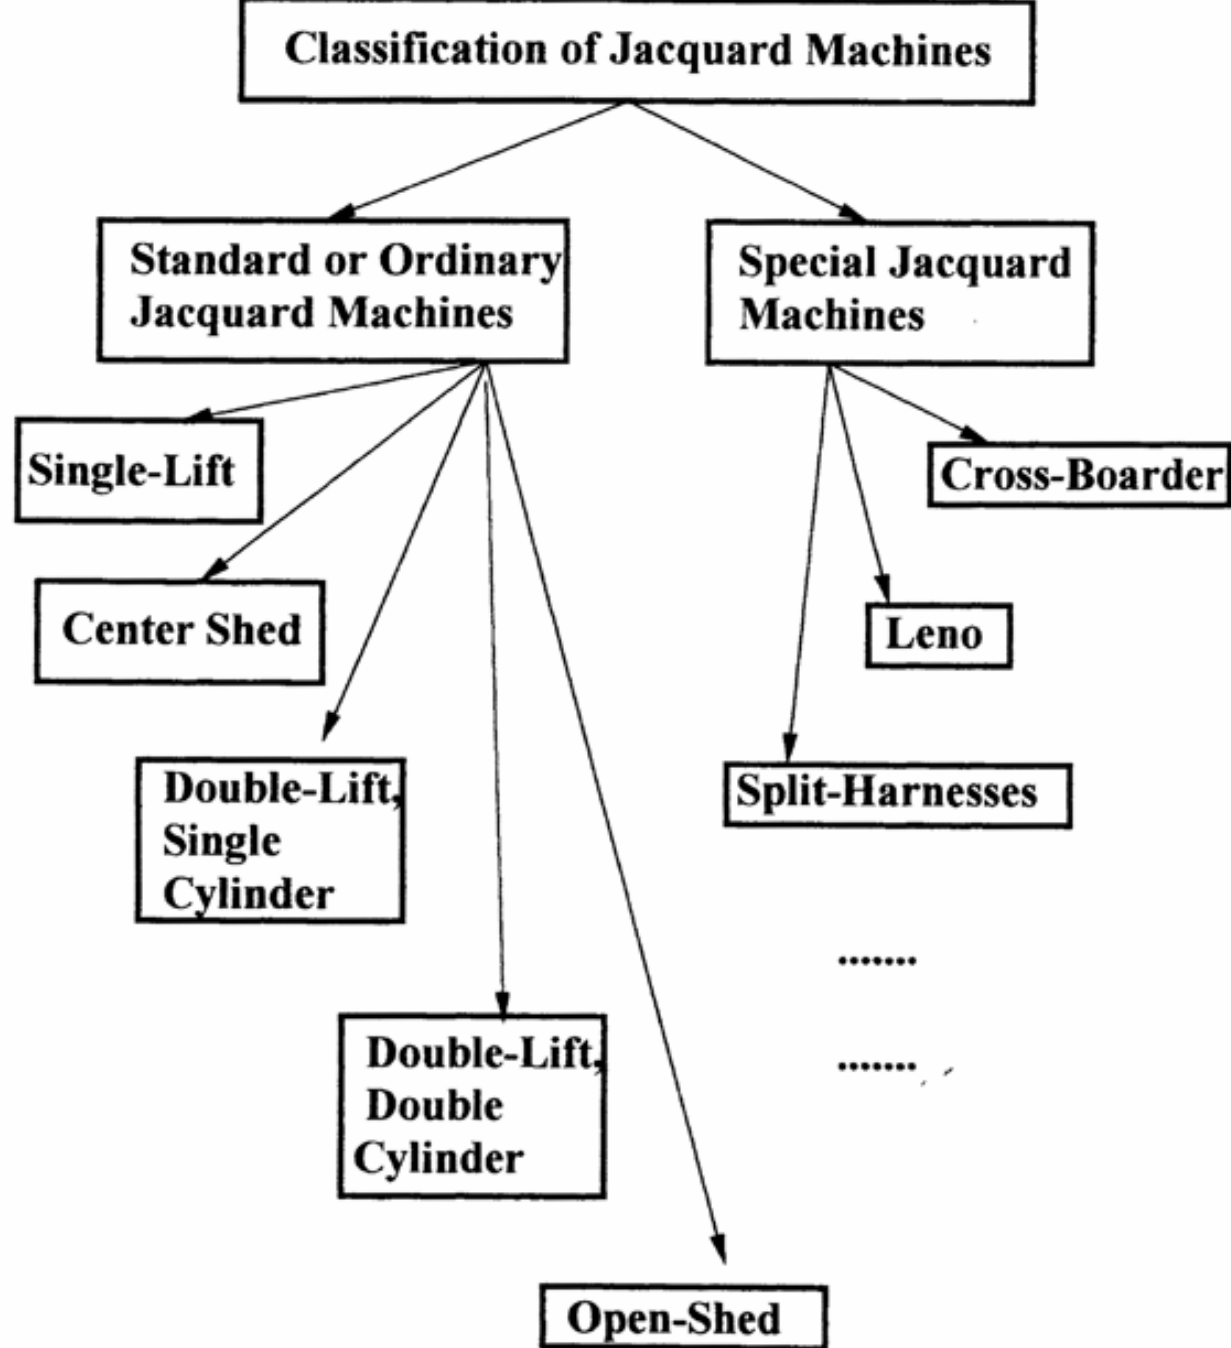 Classification of Jacquard Machines
Standard or Ordinary
Jacquard Machines
Special Jacquard
Machines
Single-Lift
Cross-Boarder
Center Shed
Leno
Double-Lift,
Single
Cylinder
Split-Harnesses
.......
Double-Lift,
Double
Cylinder
.......
Open-Shed